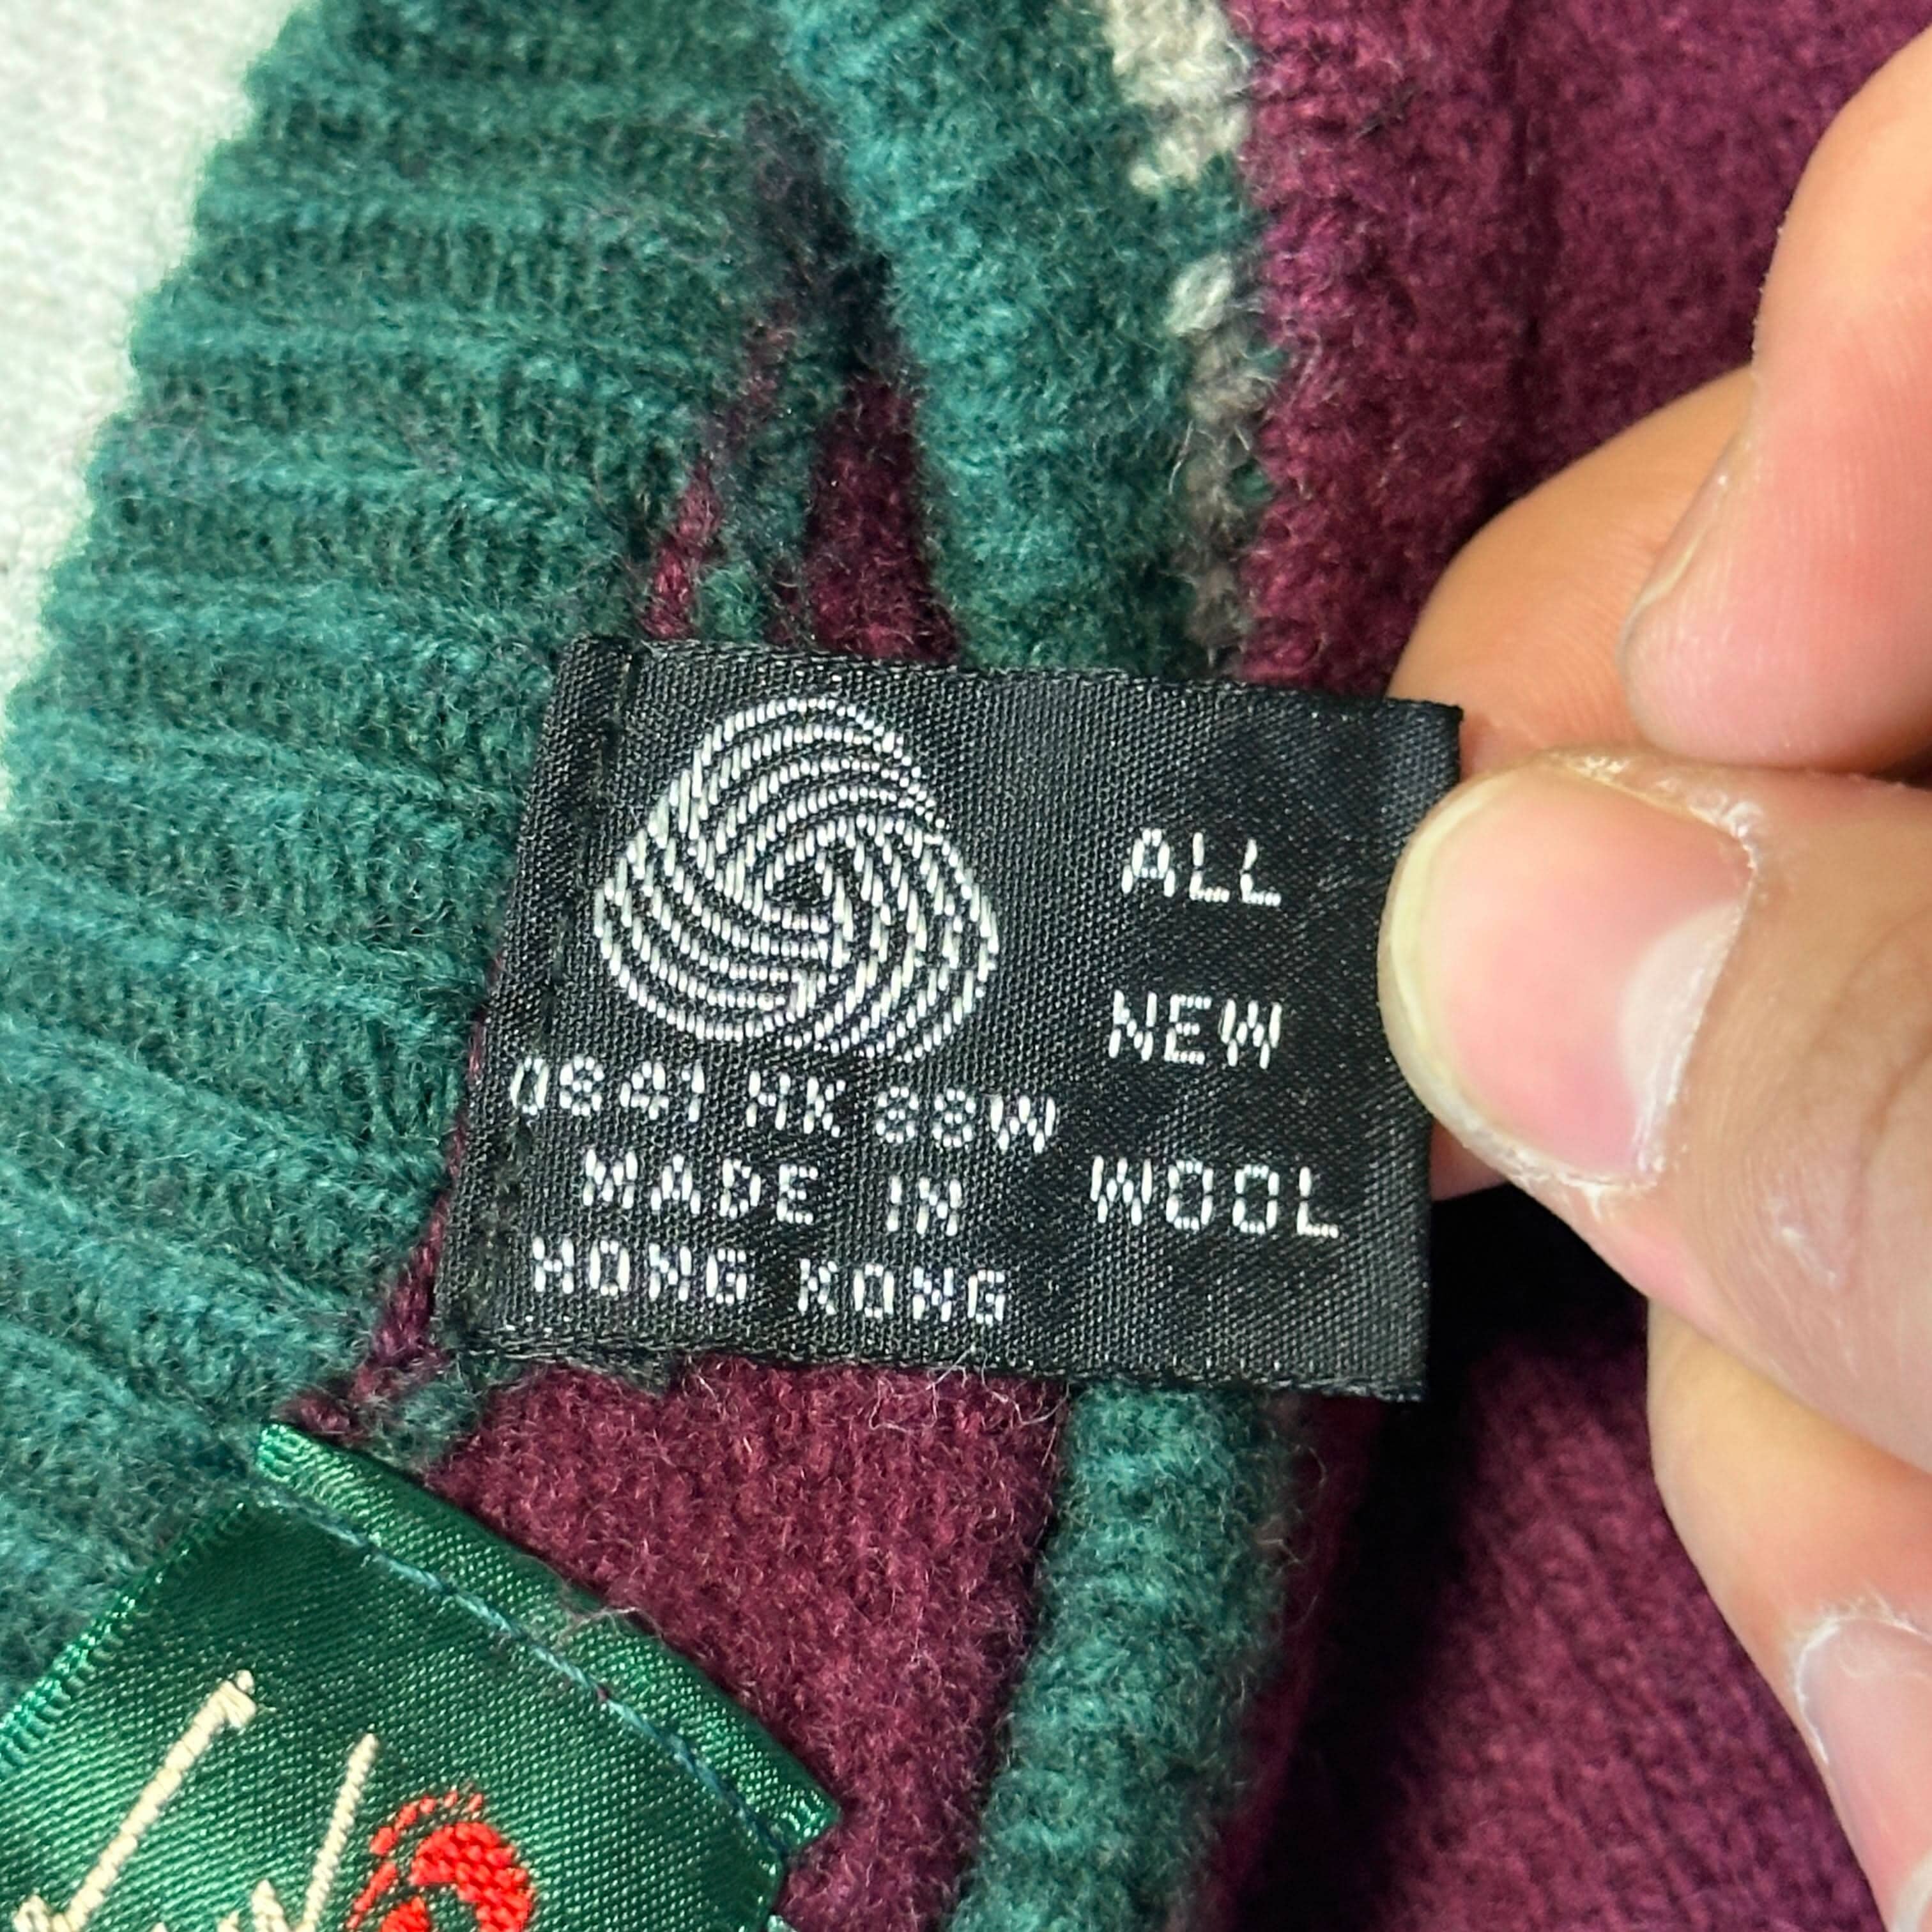 ALL
NEW
WOOL
0841 HK 88W
MADE IN
HONG KONG